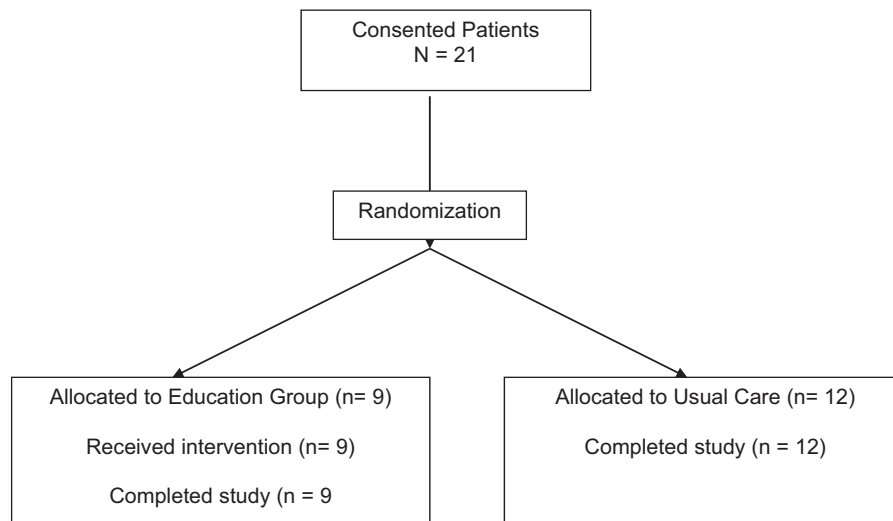 Consented Patients
N = 21
Randomization
Allocated to Education Group (n= 9)
Received intervention (n= 9)
Completed study (n = 9
Allocated to Usual Care (n= 12)
Completed study (n = 12)